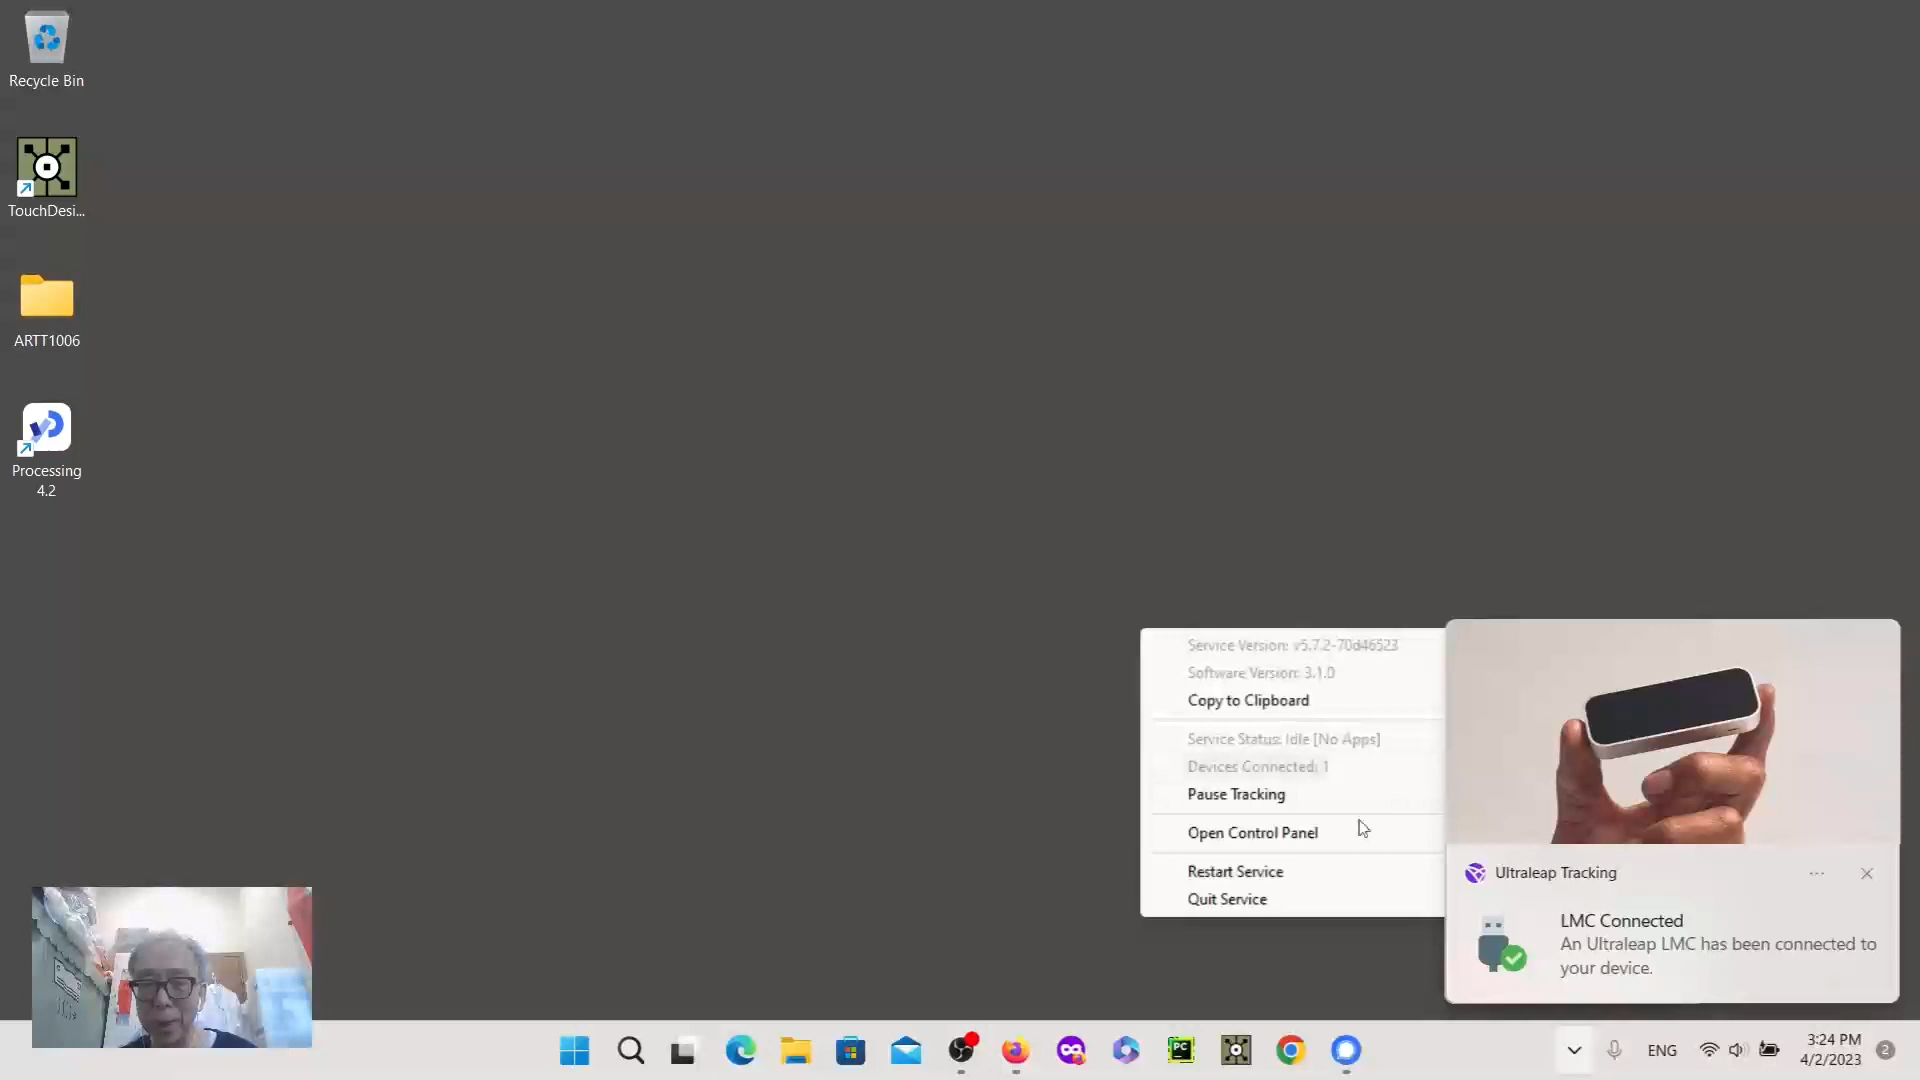 Recycle Bin
TouchDesi...
ARTT1006
Processing
4.2
Service Version: v5.7.2-70d46523
Software Version: 3.1.0
Copy to Clipboard
Service Status: Idle [No Apps]
Devices Connected: 1
Pause Tracking
Open Control Panel
Restart Service
Quit Service
Ultraleap Tracking
LMC Connected
An Ultraleap LMC has been connected to
your device.
PC
ENG
3:24 PM
4/2/2023
2